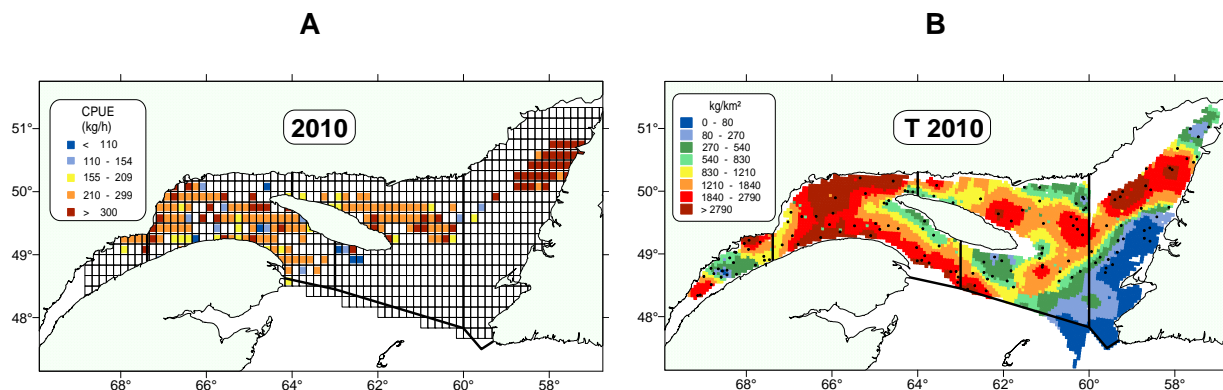 A
B
CPUE
(kg/h)
< 110
110 - 154
155 - 209
210 - 299
> 300
2010
51°
50°
49°
48°
68° 66° 64° 62° 60° 58°
kg/km²
0 - 80
80 - 270
270 - 540
540 - 830
830 - 1210
1210 - 1840
1840 - 2790
> 2790
T 2010
51°
50°
49°
48°
68° 66° 64° 62° 60° 58°